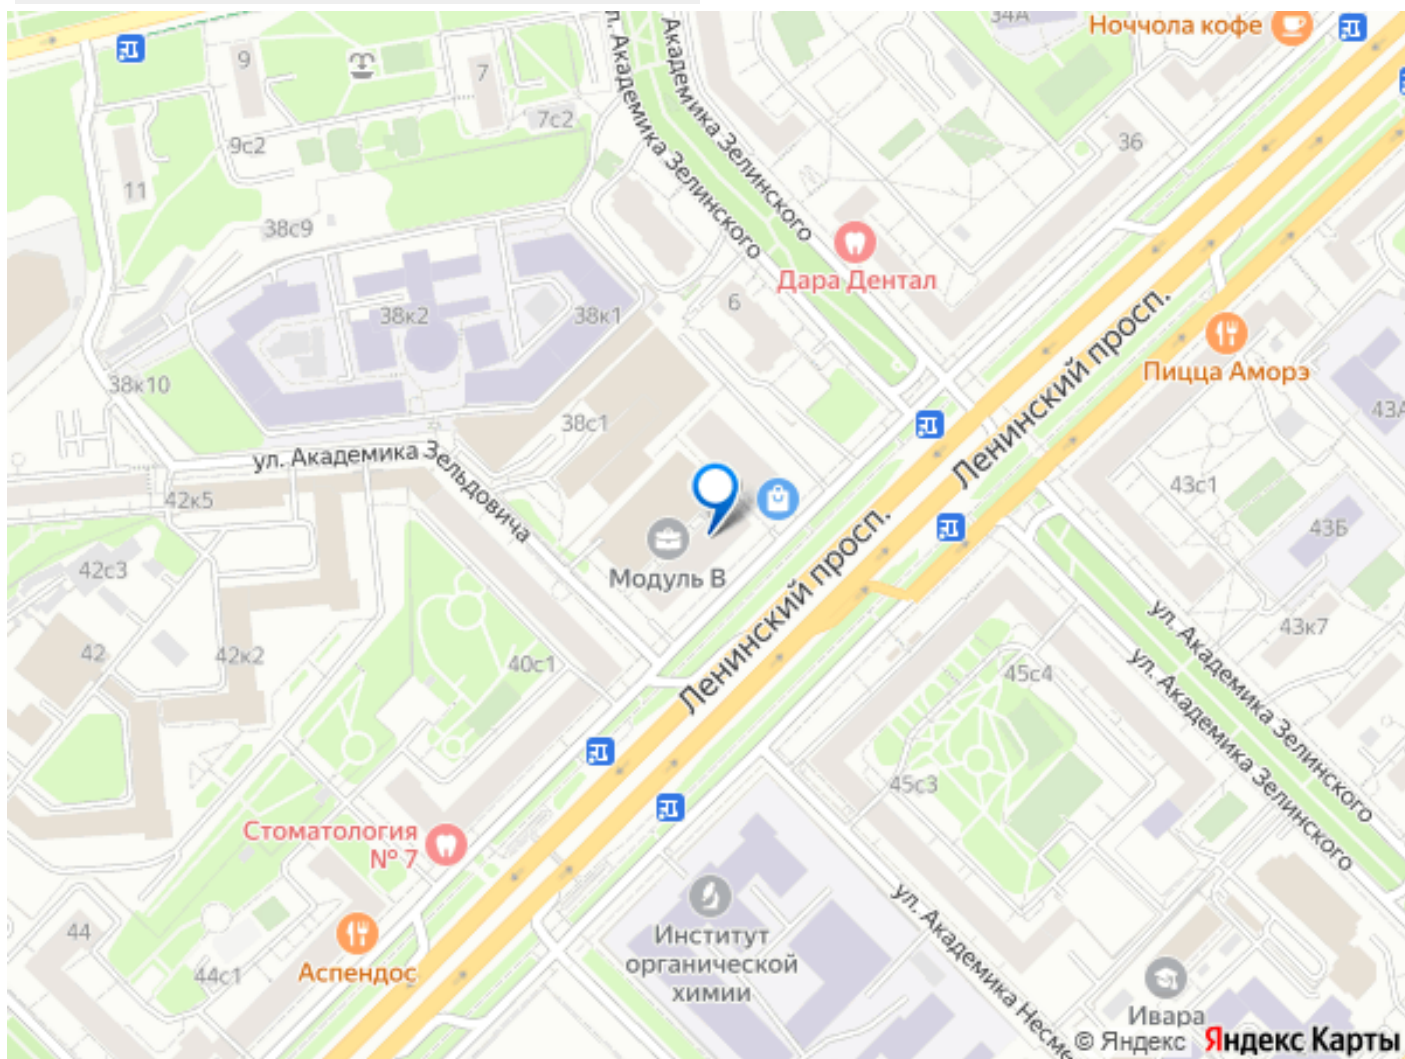 34А
Ноччола кофе
ул. Академика Зелинского
Академика Зелинского
9
7
7с2
9с2
11
36
38с9
Дара Дентал
6
38к2
38к1
Ленинский просп.
Пицца Аморэ
38к10
43А
38с1
ул. Академика Зельдовича
42к5
43с1
43Б
Модуль В
Ленинский просп.
42с3
42
42к2
40с1
43к7
45с4
ул. Академика Зелинского
ул. Академика Зелинского
45с3
Стоматология
№ 7
44
44с1
Аспендос
Институт
органической
химии
ул. Академика Несме
Ивара
© Яндекс Яндекс Карты